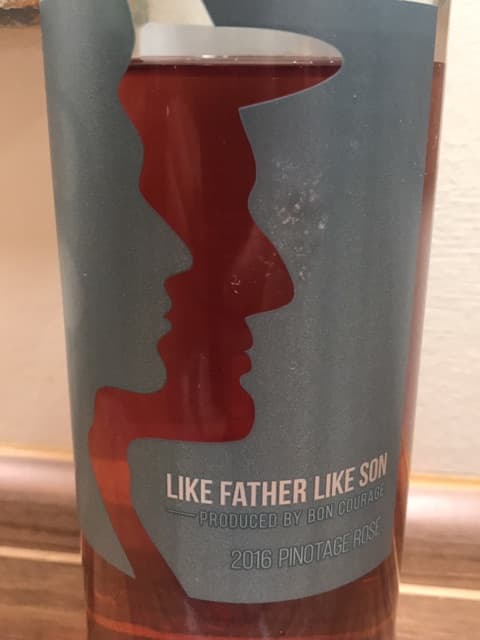 LIKE FATHER LIKE SON
PRODUCED BY BON COURAGE
2016 PINOTAGE ROSÉ